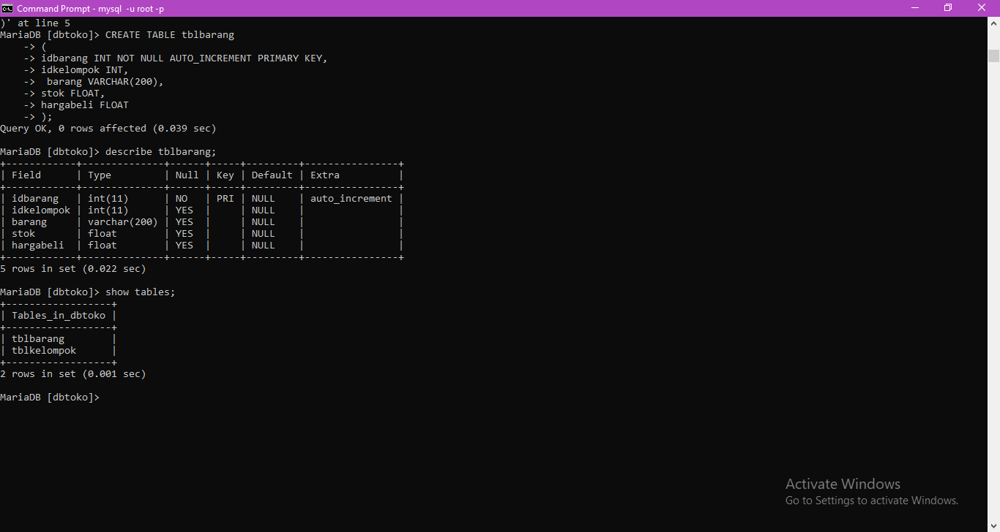 Command Prompt - mysql  -u root -p
)' at line 5
MariaDB [dbtoko]> CREATE TABLE tblbarang
    -> (
    -> idbarang INT NOT NULL AUTO_INCREMENT PRIMARY KEY,
    -> idkelompok INT,
    ->  barang VARCHAR(200),
    -> stok FLOAT,
    -> hargabeli FLOAT
    -> );
Query OK, 0 rows affected (0.039 sec)

MariaDB [dbtoko]> describe tblbarang;
+------------+--------------+------+-----+---------+----------------+
| Field      | Type         | Null | Key | Default | Extra          |
+------------+--------------+------+-----+---------+----------------+
| idbarang   | int(11)      | NO   | PRI | NULL    | auto_increment |
| idkelompok | int(11)      | YES  |     | NULL    |                |
| barang     | varchar(200) | YES  |     | NULL    |                |
| stok       | float        | YES  |     | NULL    |                |
| hargabeli  | float        | YES  |     | NULL    |                |
+------------+--------------+------+-----+---------+----------------+
5 rows in set (0.022 sec)

MariaDB [dbtoko]> show tables;
+------------------+
| Tables_in_dbtoko |
+------------------+
| tblbarang        |
| tblkelompok      |
+------------------+
2 rows in set (0.001 sec)

MariaDB [dbtoko]>
Activate Windows
Go to Settings to activate Windows.